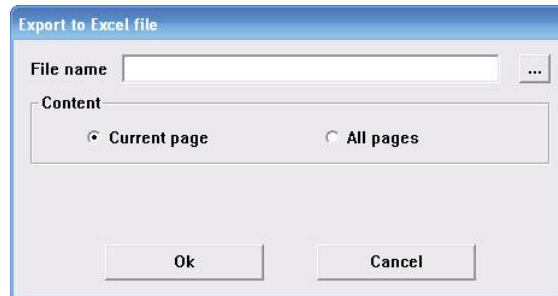 Export to Excel file
File name
...
Content
Current page
All pages
Ok
Cancel